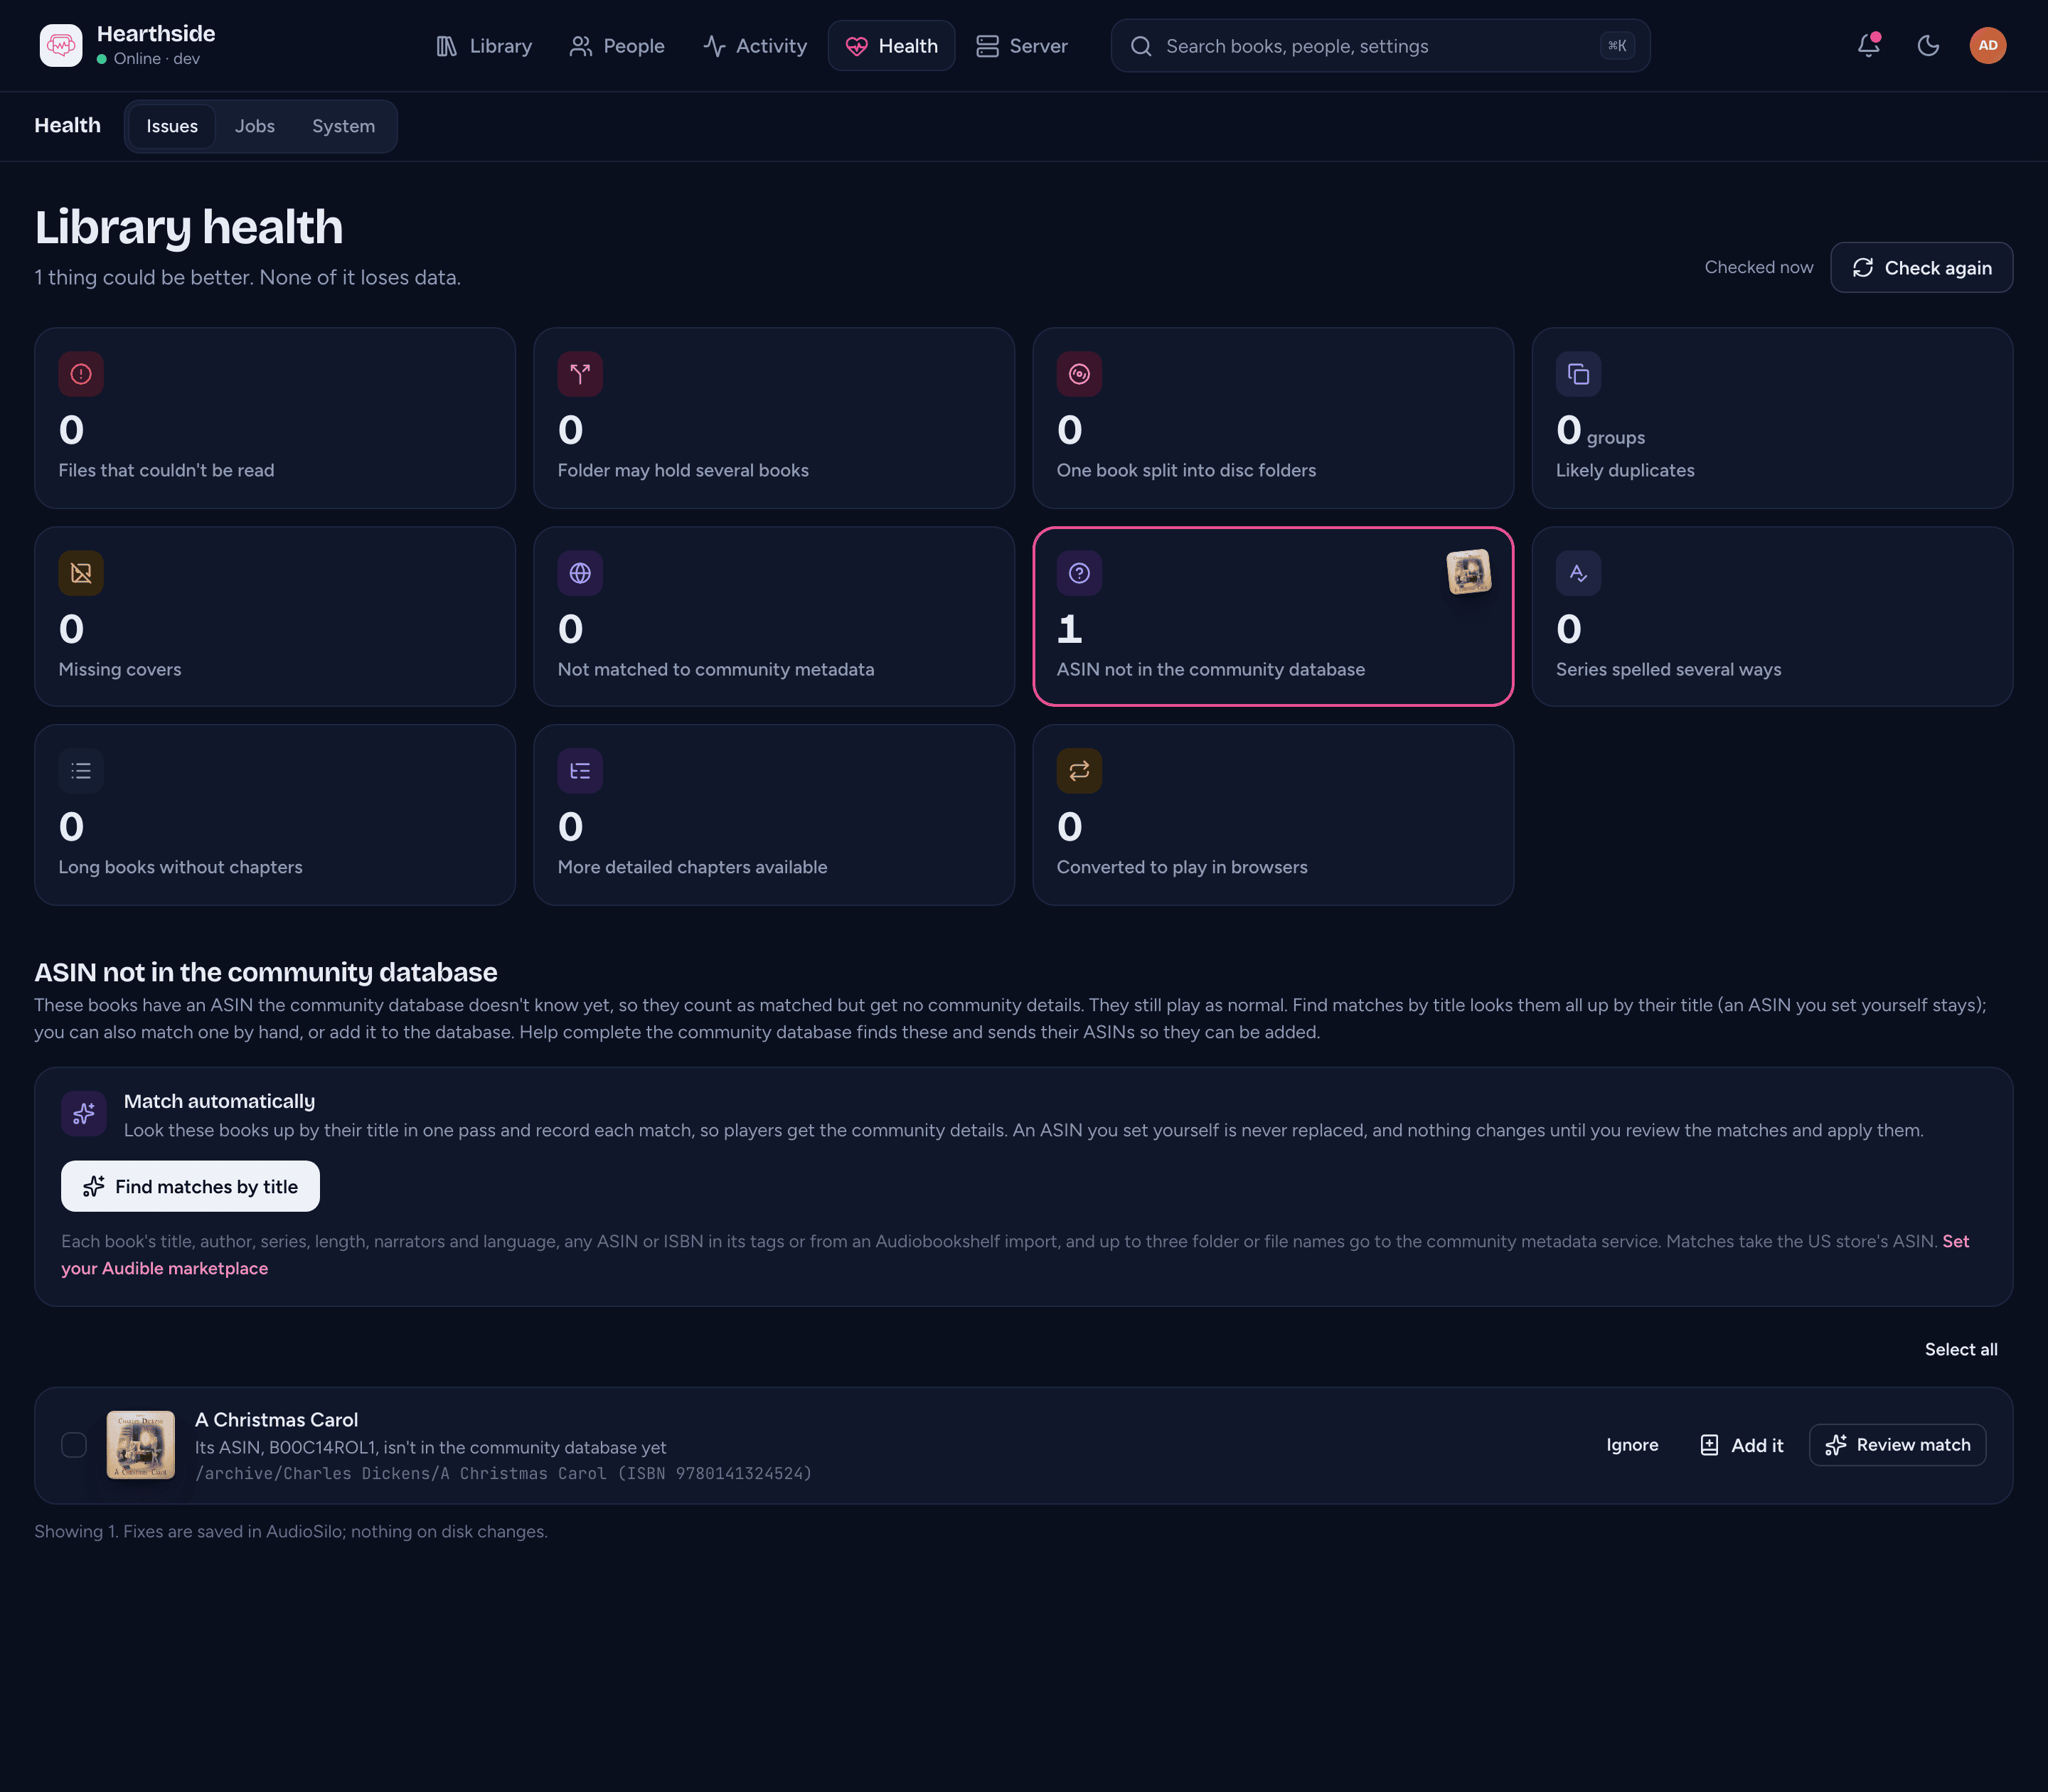 Hearthside
Online · dev
Library
People
Activity
Health
Server
Search books, people, settings
⌘K
AD
Health
Issues
Jobs
System
Library health
1 thing could be better. None of it loses data.
Checked now
Check again
0
Files that couldn't be read
0
Folder may hold several books
0
One book split into disc folders
0 groups
Likely duplicates
0
Missing covers
0
Not matched to community metadata
1
ASIN not in the community database
0
Series spelled several ways
0
Long books without chapters
0
More detailed chapters available
0
Converted to play in browsers
ASIN not in the community database
These books have an ASIN the community database doesn't know yet, so they count as matched but get no community details. They still play as normal. Find matches by title looks them all up by their title (an ASIN you set yourself stays);
you can also match one by hand, or add it to the database. Help complete the community database finds these and sends their ASINs so they can be added.
Match automatically
Look these books up by their title in one pass and record each match, so players get the community details. An ASIN you set yourself is never replaced, and nothing changes until you review the matches and apply them.
Find matches by title
Each book's title, author, series, length, narrators and language, any ASIN or ISBN in its tags or from an Audiobookshelf import, and up to three folder or file names go to the community metadata service. Matches take the US store's ASIN. Set
your Audible marketplace
Select all
Charles Dickens
A Christmas Carol
A Christmas Carol
Its ASIN, B00C14ROL1, isn't in the community database yet
/archive/Charles Dickens/A Christmas Carol (ISBN 9780141324524)
Ignore
Add it
Review match
Showing 1. Fixes are saved in AudioSilo; nothing on disk changes.